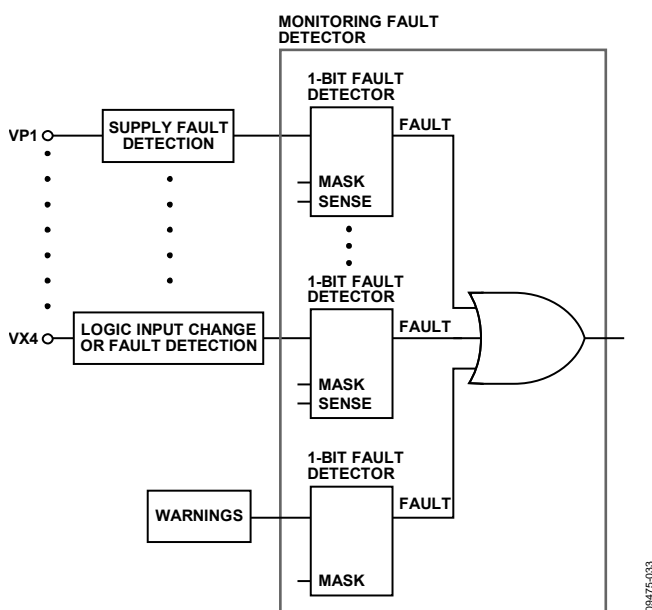 MONITORING FAULT
DETECTOR
1-BIT FAULT
DETECTOR
VP1
SUPPLY FAULT
DETECTION
FAULT
MASK
SENSE
1-BIT FAULT
DETECTOR
VX4
LOGIC INPUT CHANGE
OR FAULT DETECTION
FAULT
MASK
SENSE
1-BIT FAULT
DETECTOR
WARNINGS
FAULT
MASK
09475-033